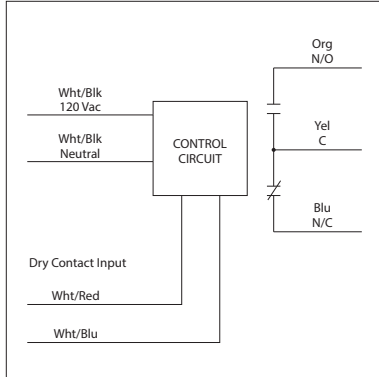 Org
N/O
Wht/Blk
120 Vac
Yel
C
Wht/Blk
Neutral
CONTROL
CIRCUIT
Blu
N/C
Dry Contact Input
Wht/Red
Wht/Blu